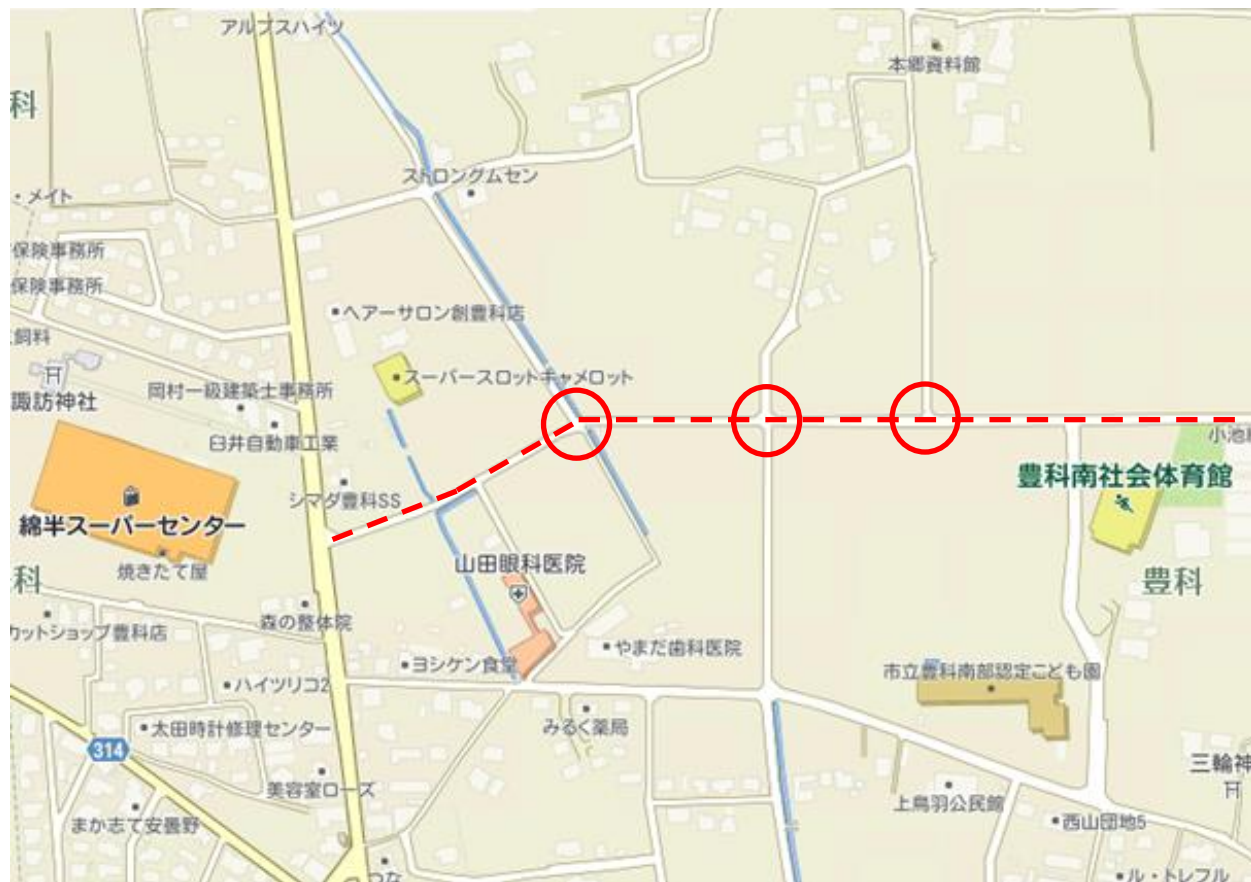 アルプスハイツ
本郷資料館
科
ストロングムセン
・メイト
保険事務所
保険事務所
ヘアーサロン創豊科店
飼料
スーパースロットキャメロット
岡村一級建築士事務所
諏訪神社
臼井自動車工業
小池
豊科南社会体育館
シマダ豊科SS
綿半スーパーセンター
焼きたて屋
山田眼科医院
豊科
科
森の整体院
カットショップ豊科店
やまだ歯科医院
ヨシケン食堂
市立豊科南部認定こども園
ハイツリコ2
太田時計修理センター
みるく薬局
314
三輪神
美容室ローズ
上鳥羽公民館
まか志て安曇野
西山団地5
つな
ル・トレフル